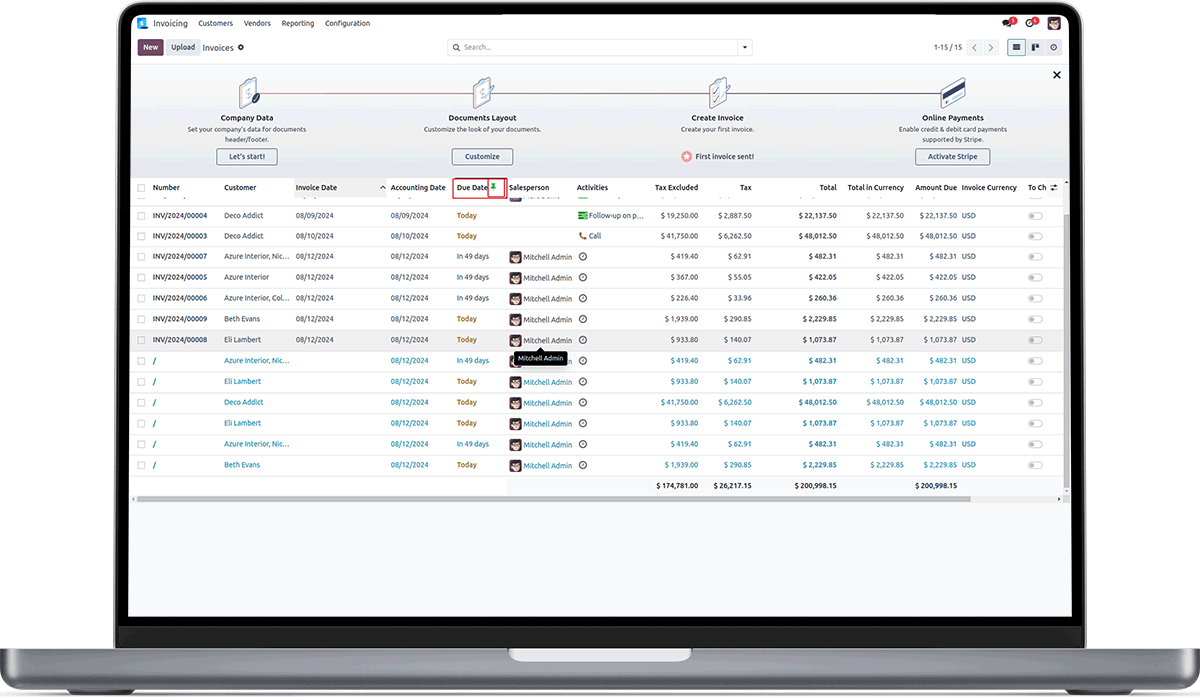 Invoicing Customers Vendors Reporting Configuration
New Upload Invoices Search... 1-15 / 15
Company Data Documents Layout Create Invoice Online Payments
Set your company's data for documents header/footer. Customize the look of your documents. Create your first invoice. Enable credit & debit card payments supported by Stripe.
Let's start! Customize First invoice sent! Activate Stripe
Number Customer Invoice Date Accounting Date Due Date Salesperson Activities Tax Excluded Tax Total Total in Currency Amount Due Invoice Currency To Ch
INV/2024/00004 Deco Addict 08/09/2024 08/09/2024 Today Follow-up on p... $ 19,250.00 $ 2,887.50 $ 22,137.50 $ 22,137.50 $ 22,137.50 USD
INV/2024/00003 Deco Addict 08/10/2024 08/10/2024 Today Call $ 41,750.00 $ 6,262.50 $ 48,012.50 $ 48,012.50 $ 48,012.50 USD
INV/2024/00007 Azure Interior, Nic... 08/12/2024 08/12/2024 In 49 days Mitchell Admin $ 419.40 $ 62.91 $ 482.31 $ 482.31 $ 482.31 USD
INV/2024/00005 Azure Interior 08/12/2024 08/12/2024 In 49 days Mitchell Admin $ 367.00 $ 55.05 $ 422.05 $ 422.05 $ 422.05 USD
INV/2024/00006 Azure Interior, Col... 08/12/2024 08/12/2024 In 49 days Mitchell Admin $ 226.40 $ 33.96 $ 260.36 $ 260.36 $ 260.36 USD
INV/2024/00009 Beth Evans 08/12/2024 08/12/2024 Today Mitchell Admin $ 1,939.00 $ 290.85 $ 2,229.85 $ 2,229.85 $ 2,229.85 USD
INV/2024/00008 Eli Lambert 08/12/2024 08/12/2024 Today Mitchell Admin $ 933.80 $ 140.07 $ 1,073.87 $ 1,073.87 $ 1,073.87 USD
/ Azure Interior, Nic... 08/12/2024 In 49 days Mitchell Admin $ 419.40 $ 62.91 $ 482.31 $ 482.31 $ 482.31 USD
/ Eli Lambert 08/12/2024 Today Mitchell Admin $ 933.80 $ 140.07 $ 1,073.87 $ 1,073.87 $ 1,073.87 USD
/ Deco Addict 08/12/2024 Today Mitchell Admin $ 41,750.00 $ 6,262.50 $ 48,012.50 $ 48,012.50 $ 48,012.50 USD
/ Eli Lambert 08/12/2024 Today Mitchell Admin $ 933.80 $ 140.07 $ 1,073.87 $ 1,073.87 $ 1,073.87 USD
/ Azure Interior, Nic... 08/12/2024 In 49 days Mitchell Admin $ 419.40 $ 62.91 $ 482.31 $ 482.31 $ 482.31 USD
/ Beth Evans 08/12/2024 Today Mitchell Admin $ 1,939.00 $ 290.85 $ 2,229.85 $ 2,229.85 $ 2,229.85 USD
$ 174,781.00 $ 26,217.15 $ 200,998.15 $ 200,998.15